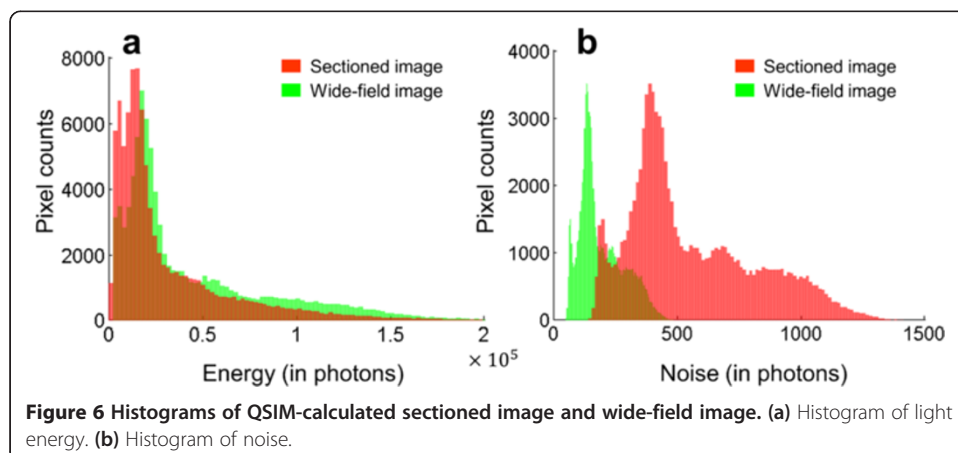 a
8000
6000
4000
2000
0
Pixel counts
Sectioned image
Wide-field image
0
0.5
1
1.5
2
× 10⁵
Energy (in photons)
b
4000
3000
2000
1000
0
Pixel counts
Sectioned image
Wide-field image
0
500
1000
1500
Noise (in photons)
Figure 6 Histograms of QSIM-calculated sectioned image and wide-field image. (a) Histogram of light
energy. (b) Histogram of noise.